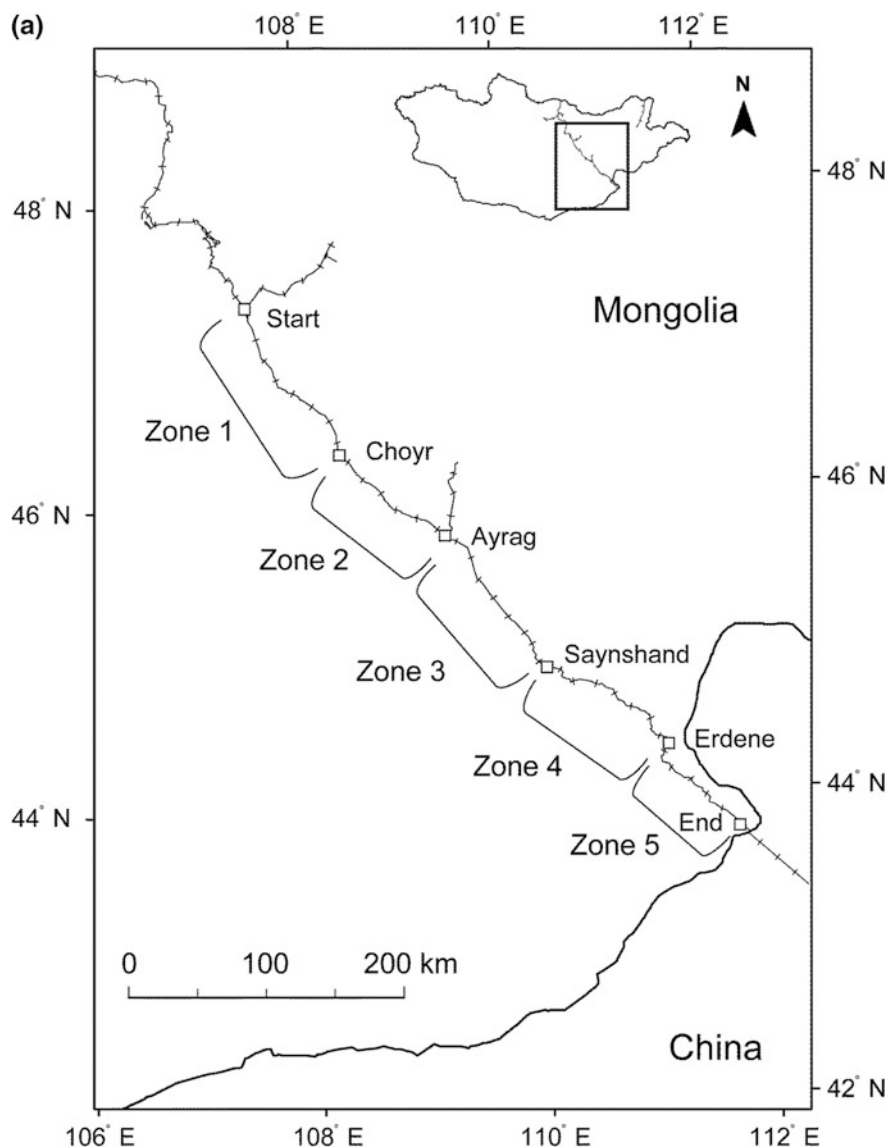 (a)
108° E 110° E 112° E
N
48° N
48° N
Mongolia
Start
Zone 1
Choyr
46° N
46° N
Ayrag
Zone 2
Saynshand
Zone 3
Erdene
Zone 4
44° N
44° N
End
Zone 5
0 100 200 km
China
42° N
106° E 108° E 110° E 112° E